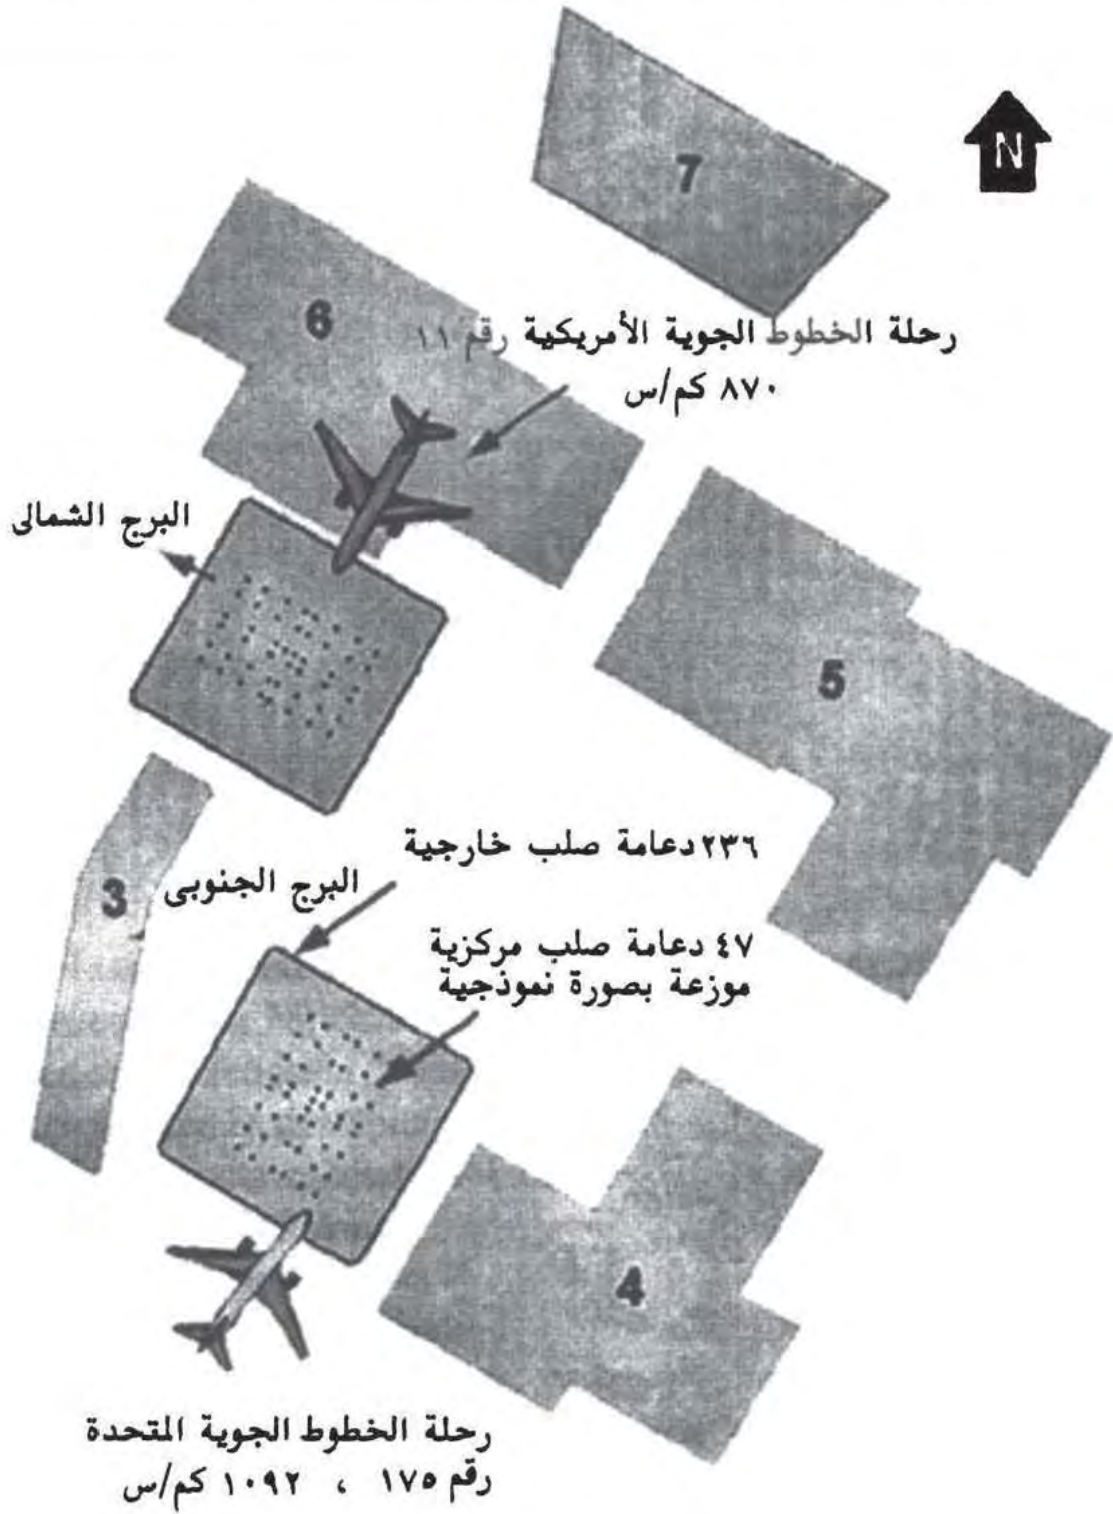 7
N
6
رحلة الخطوط الجوية الأمريكية رقم ١١
٨٧٠ كم/س
البرج الشمالى
5
٢٣٦ دعامة صلب خارجية
البرج الجنوبى
3
٤٧ دعامة صلب مركزية
موزعة بصورة نموذجية
4
رحلة الخطوط الجوية المتحدة
رقم ١٧٥ ، ١٠٩٢ كم/س